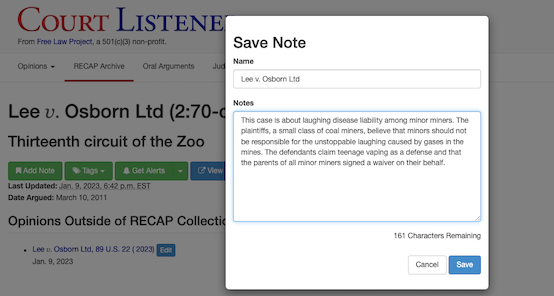 COURT LISTENER
From Free Law Project, a 501(c)(3) non-profit.
Opinions
RECAP Archive
Oral Arguments
Lee v. Osborn Ltd (2:70-c
Thirteenth circuit of the Zoo
Add Note
Tags
Get Alerts
View
Last Updated: Jan. 9, 2023, 6:42 p.m. EST
Date Argued: March 10, 2011
Opinions Outside of RECAP Collectio
Lee v. Osborn Ltd, 89 U.S. 22 ( 2023) Edit
Jan. 9, 2023
Save Note
Name
Lee v. Osborn Ltd
Notes
This case is about laughing disease liability among minor miners. The
plaintiffs, a small class of coal miners, believe that minors should not
be responsible for the unstoppable laughing caused by gases in the
mines. The defendants claim teenage vaping as a defense and that
the parents of all minor miners signed a waiver on their behalf.
161 Characters Remaining
Cancel
Save